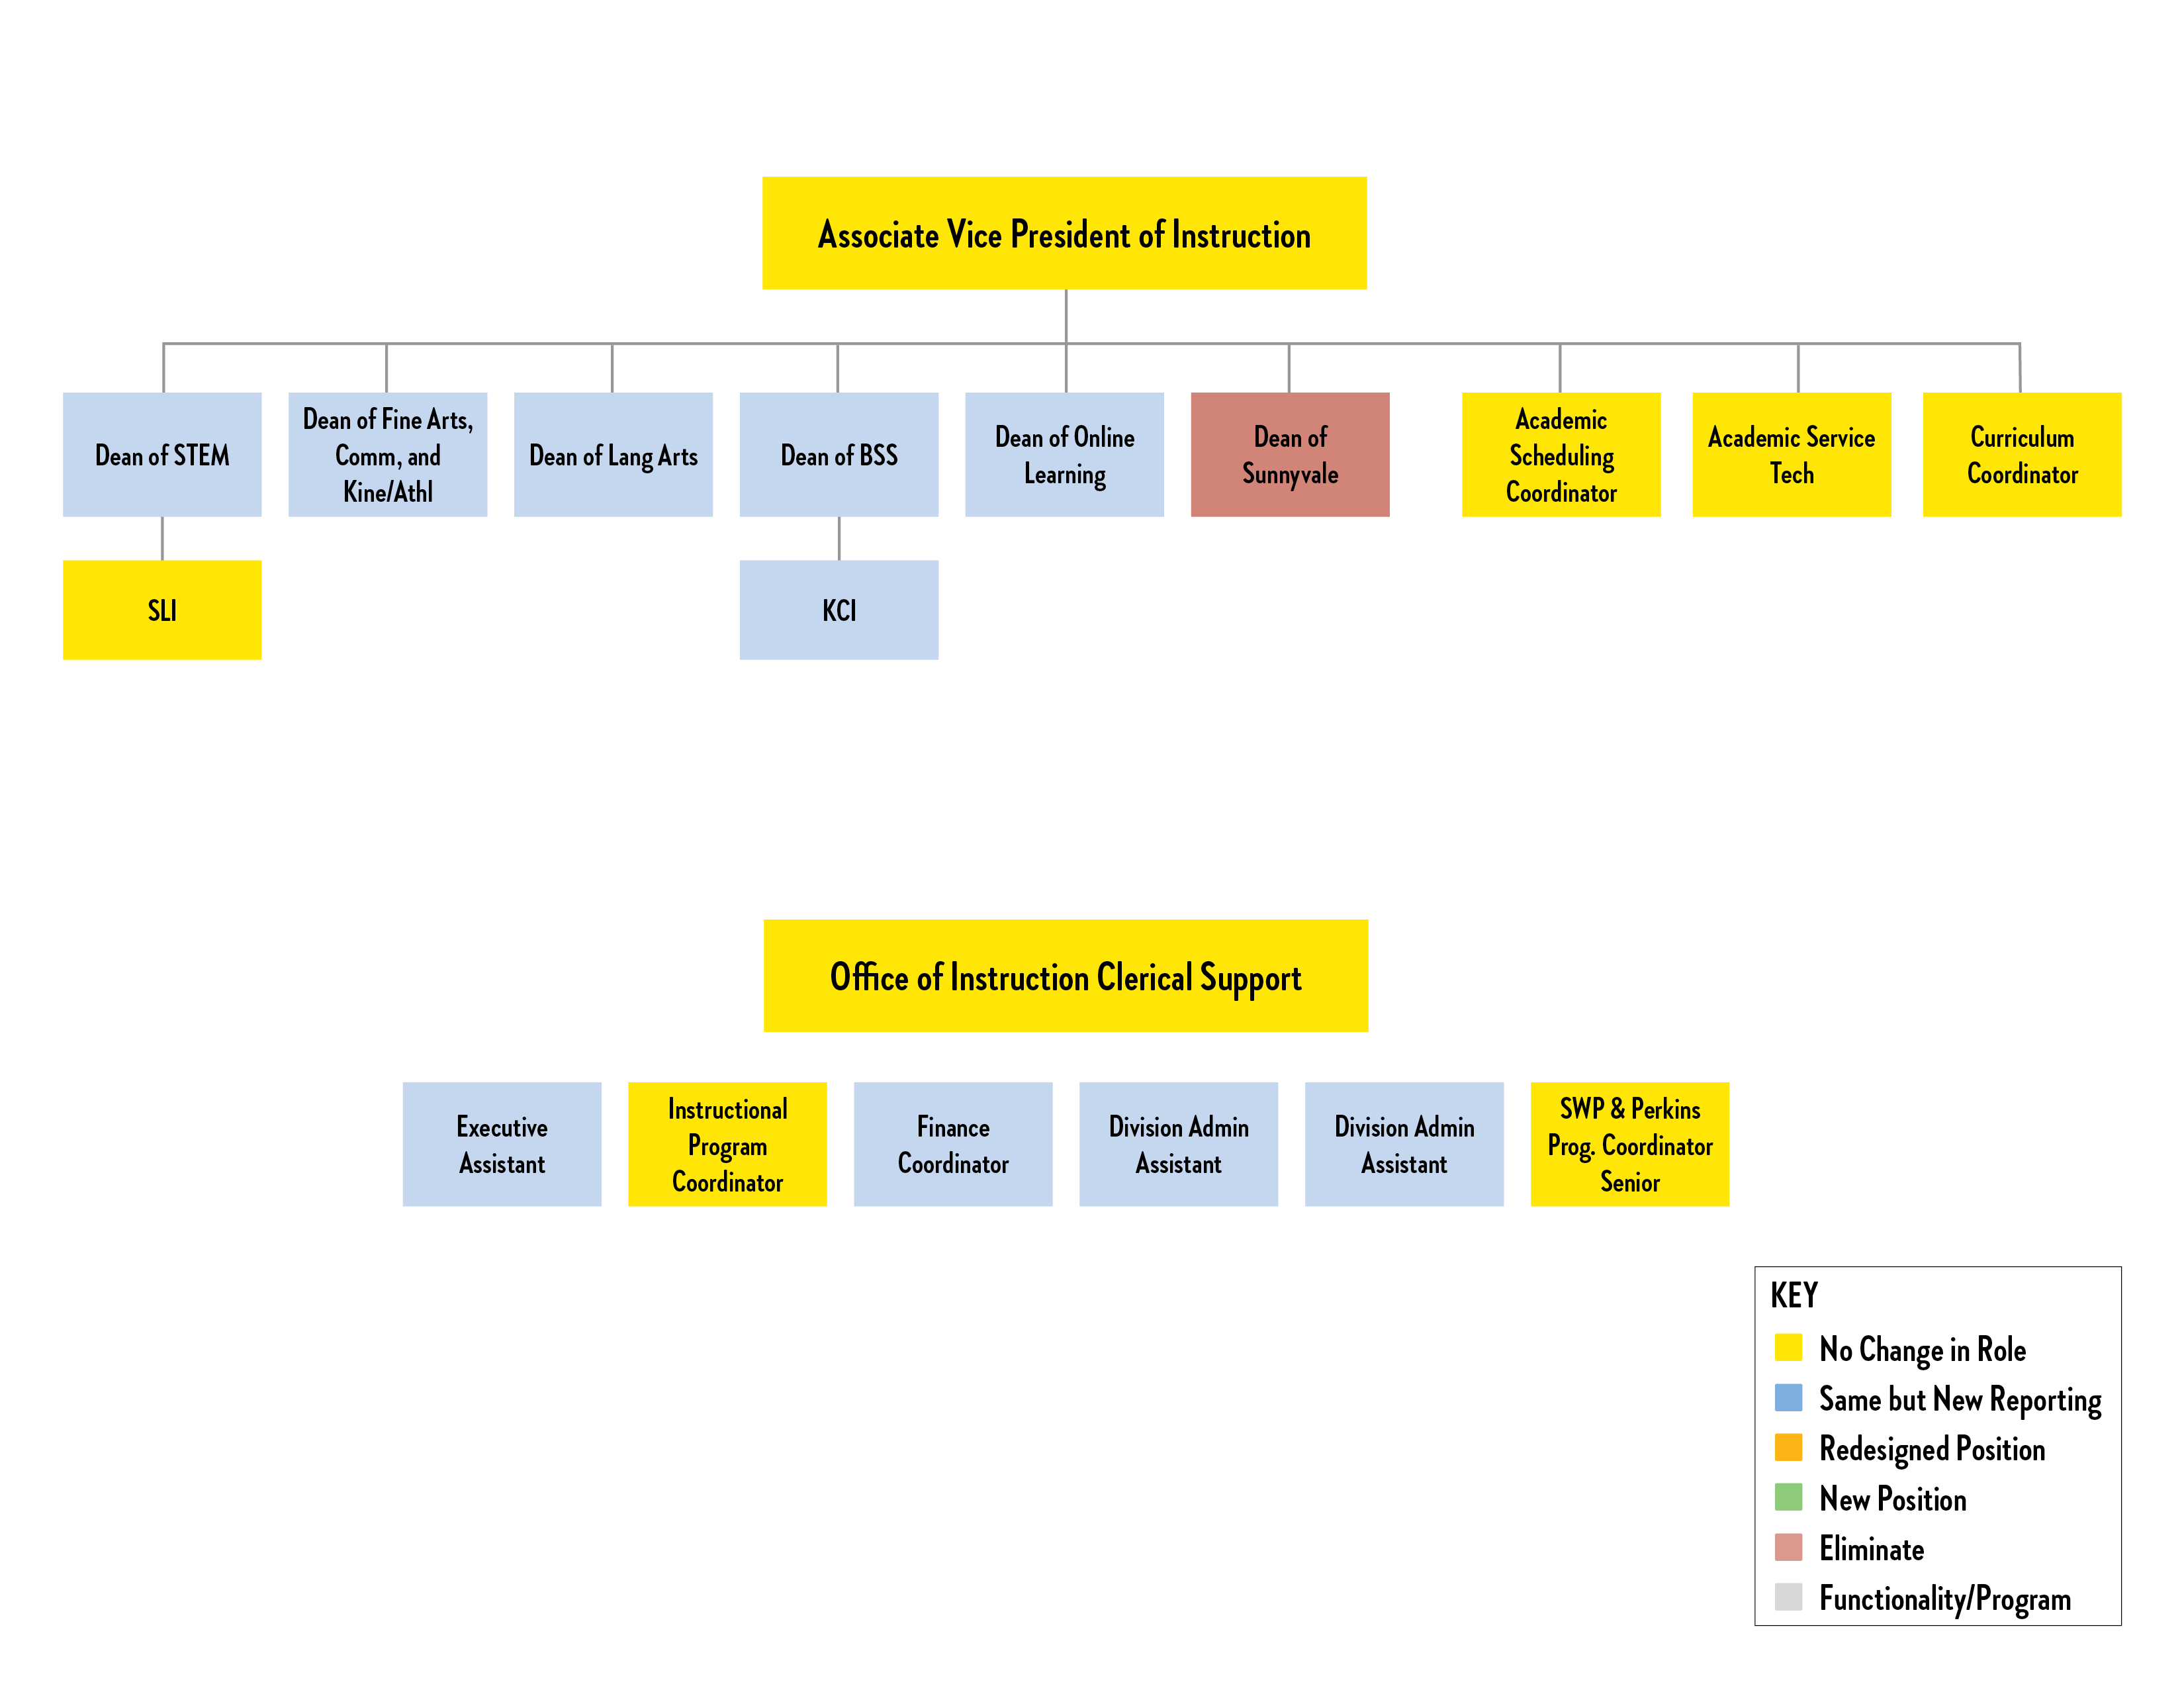 Associate Vice President of Instruction
Dean of STEM
Dean of Fine Arts,
Comm, and
Kine/Athl
Dean of Lang Arts
Dean of BSS
Dean of Online
Learning
Dean of
Sunnyvale
Academic
Scheduling
Coordinator
Academic Service
Tech
Curriculum
Coordinator
SLI
KCI
Office of Instruction Clerical Support
Executive
Assistant
Instructional
Program
Coordinator
Finance
Coordinator
Division Admin
Assistant
Division Admin
Assistant
SWP & Perkins
Prog. Coordinator
Senior
KEY
No Change in Role
Same but New Reporting
Redesigned Position
New Position
Eliminate
Functionality/Program